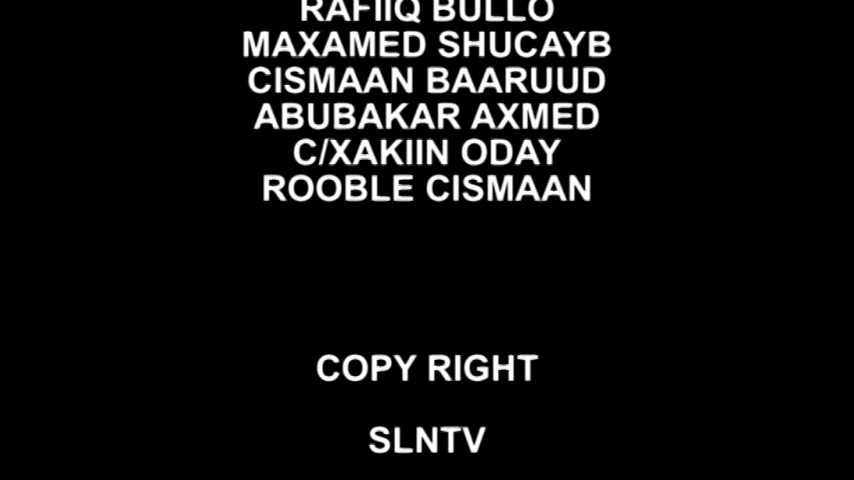 RAFIIQ BULLO
MAXAMED SHUCAYB
CISMAAN BAARUUD
ABUBAKAR AXMED
C/XAKIIN ODAY
ROOBLE CISMAAN
COPY RIGHT
SLNTV